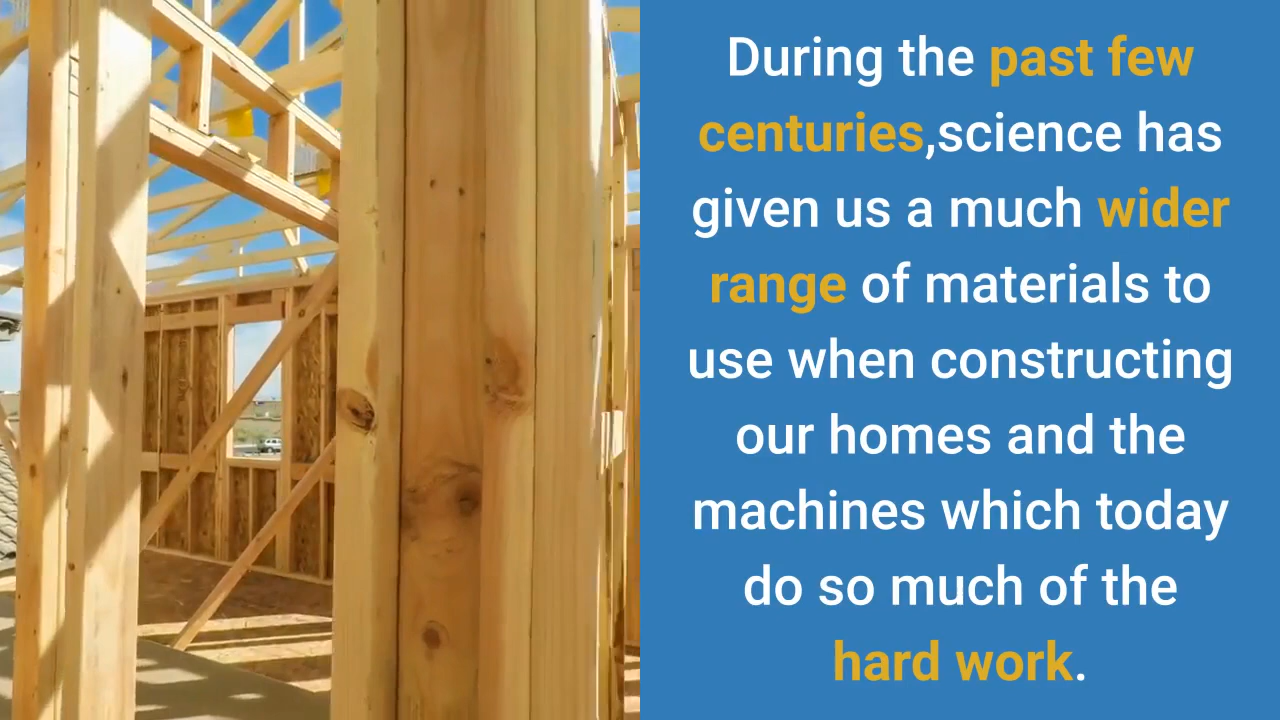 During the past few
centuries,science has
given us a much wider
range of materials to
use when constructing
our homes and the
machines which today
do so much of the
hard work.